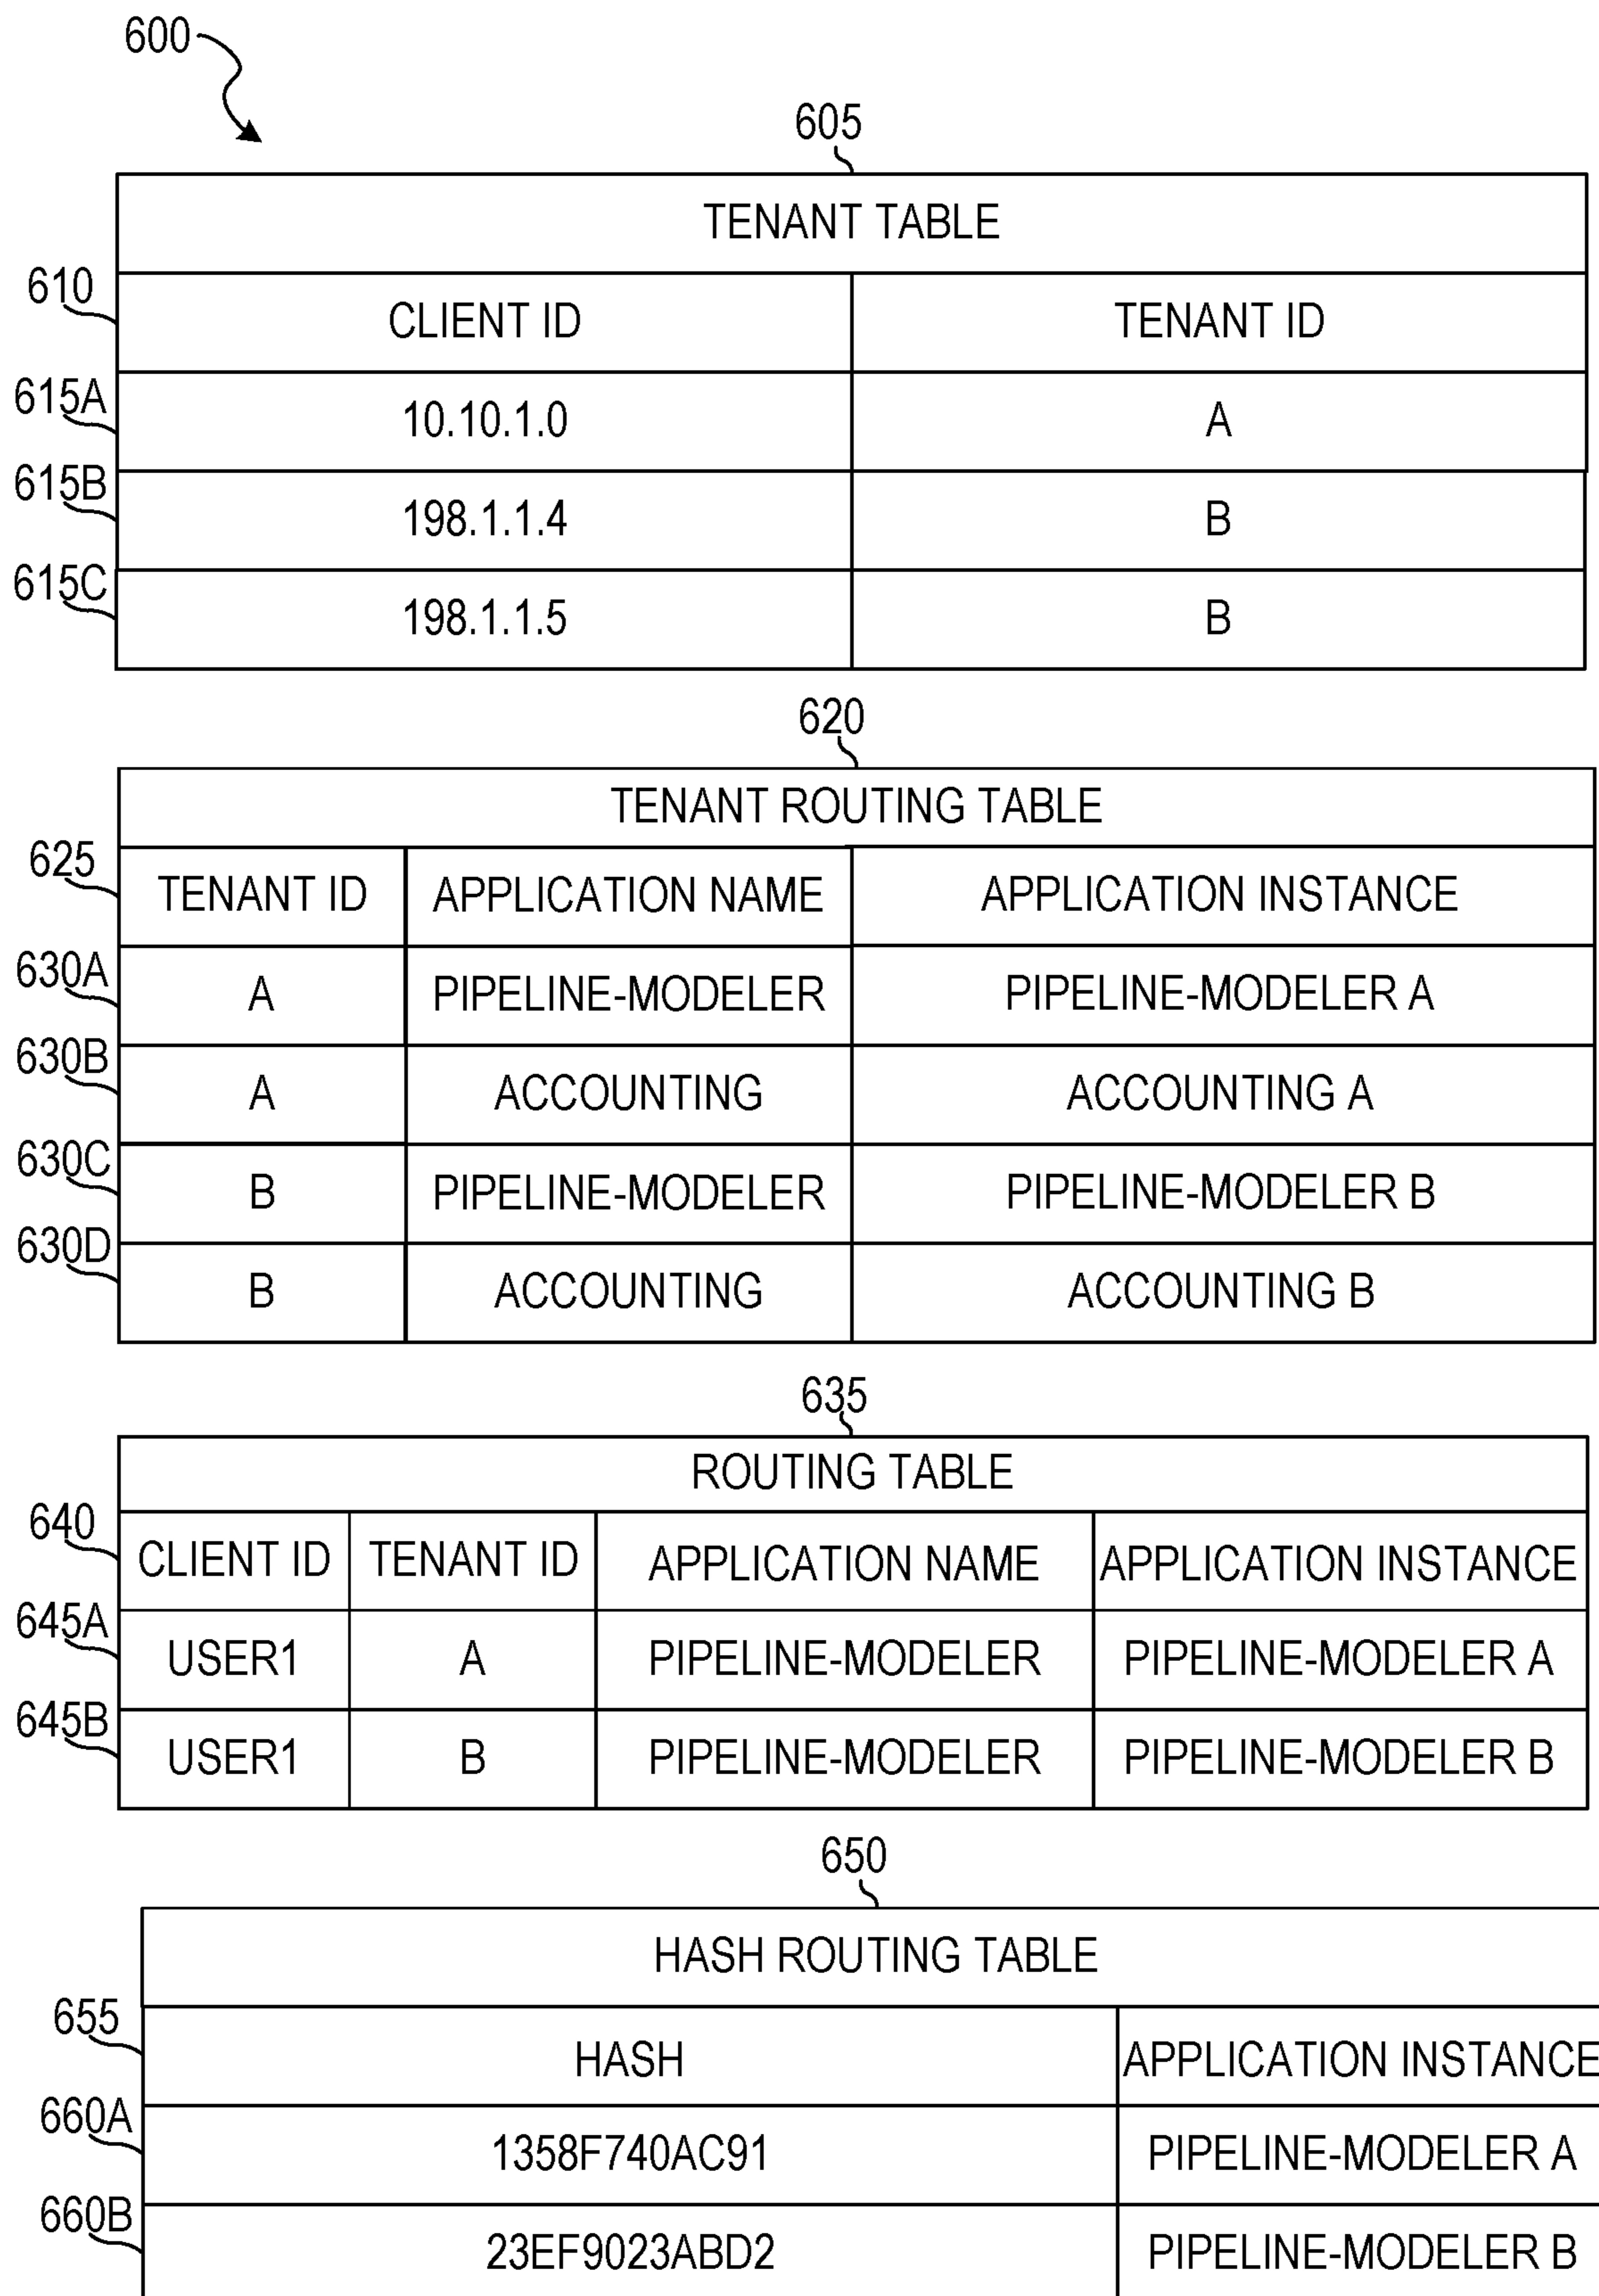 600
605
TENANT TABLE
610
CLIENT ID TENANT ID
615A
10.10.1.0 A
615B
198.1.1.4 B
615C
198.1.1.5 B
620
TENANT ROUTING TABLE
625
TENANT ID APPLICATION NAME APPLICATION INSTANCE
630A
A PIPELINE-MODELER PIPELINE-MODELER A
630B
A ACCOUNTING ACCOUNTING A
630C
B PIPELINE-MODELER PIPELINE-MODELER B
630D
B ACCOUNTING ACCOUNTING B
635
ROUTING TABLE
640
CLIENT ID TENANT ID APPLICATION NAME APPLICATION INSTANCE
645A
USER1 A PIPELINE-MODELER PIPELINE-MODELER A
645B
USER1 B PIPELINE-MODELER PIPELINE-MODELER B
650
HASH ROUTING TABLE
655
HASH APPLICATION INSTANCE
660A
1358F740AC91 PIPELINE-MODELER A
660B
23EF9023ABD2 PIPELINE-MODELER B